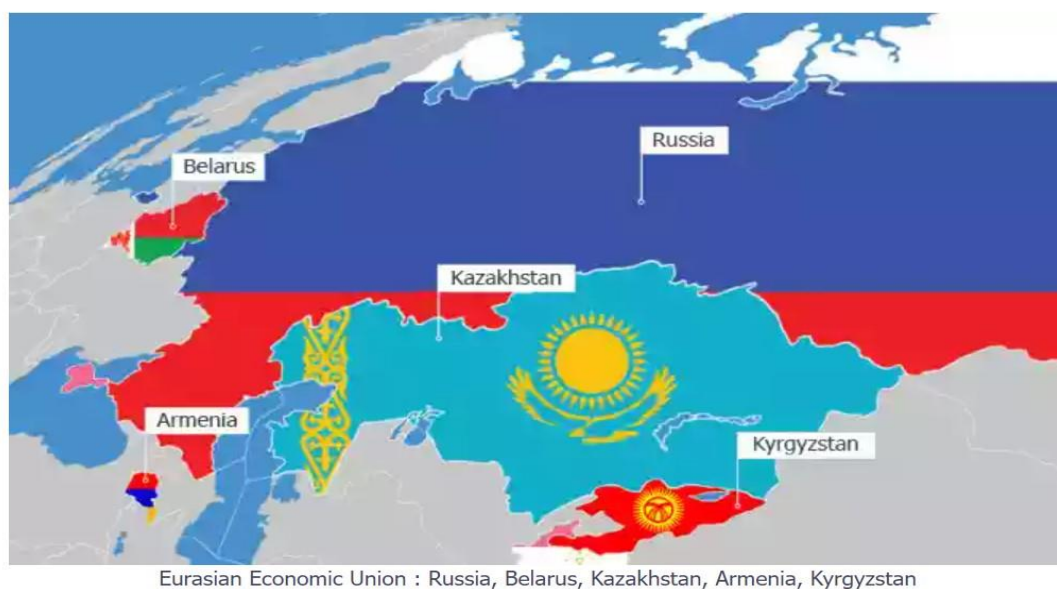 Russia
Belarus
Kazakhstan
Armenia
Kyrgyzstan
Eurasian Economic Union : Russia, Belarus, Kazakhstan, Armenia, Kyrgyzstan